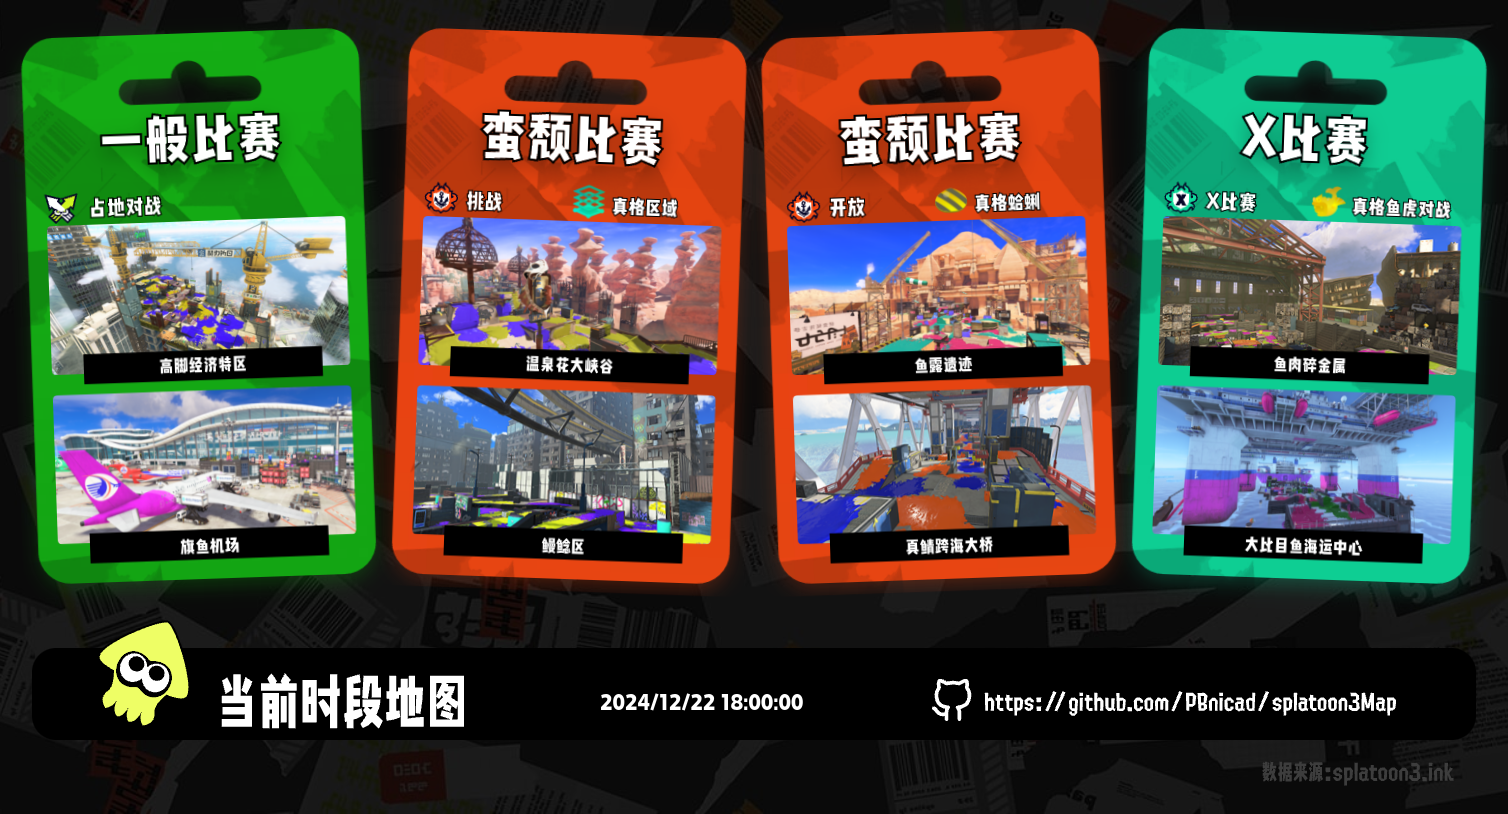 一般比赛
占地对战
高脚经济特区
旗鱼机场
蛮颓比赛
挑战
真格区域
温泉花大峡谷
鳗鲶区
蛮颓比赛
开放
真格蛤蜊
鱼露遗迹
真鲭跨海大桥
X比赛
X比赛
真格鱼虎对战
鱼肉碎金属
大比目鱼海运中心
当前时段地图
2024/12/22 18:00:00
https://github.com/PBnicad/splatoon3Map
数据来源:splatoon3.ink